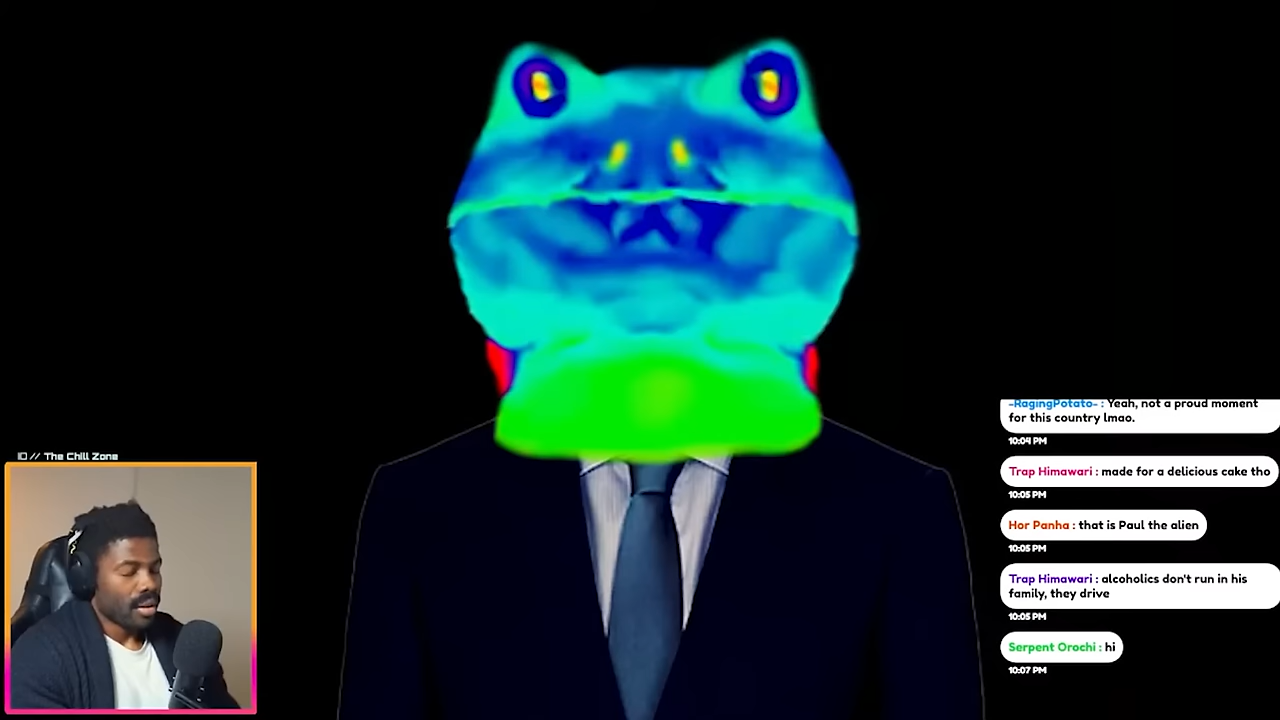 -RagingPotato- : Yeah, not a proud moment
for this country lmao.
10:04 PM
Trap Himawari : made for a delicious cake tho
10:05 PM
Hor Panha : that is Paul the alien
10:05 PM
Trap Himawari : alcoholics don't run in his
family, they drive
10:05 PM
Serpent Orochi : hi
10:07 PM
// The Chill Zone